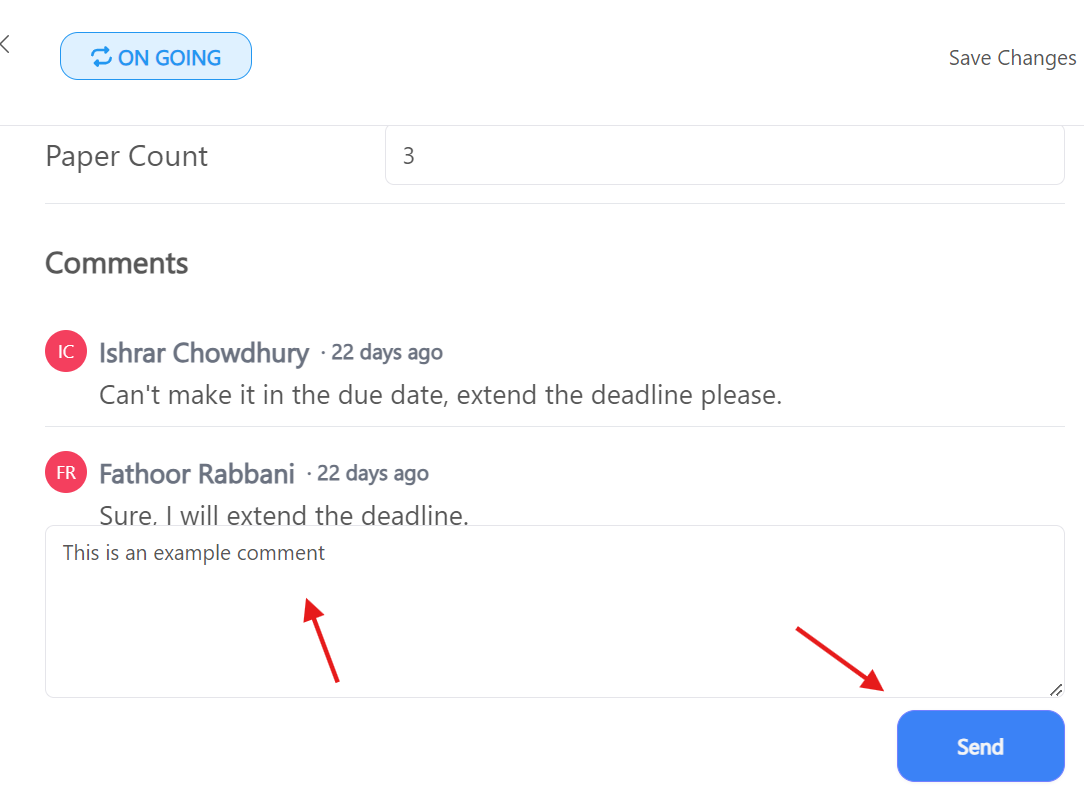 ON GOING
Save Changes
Paper Count
3
Comments
IC
Ishrar Chowdhury · 22 days ago
Can't make it in the due date, extend the deadline please.
FR
Fathoor Rabbani · 22 days ago
Sure, I will extend the deadline.
This is an example comment
Send